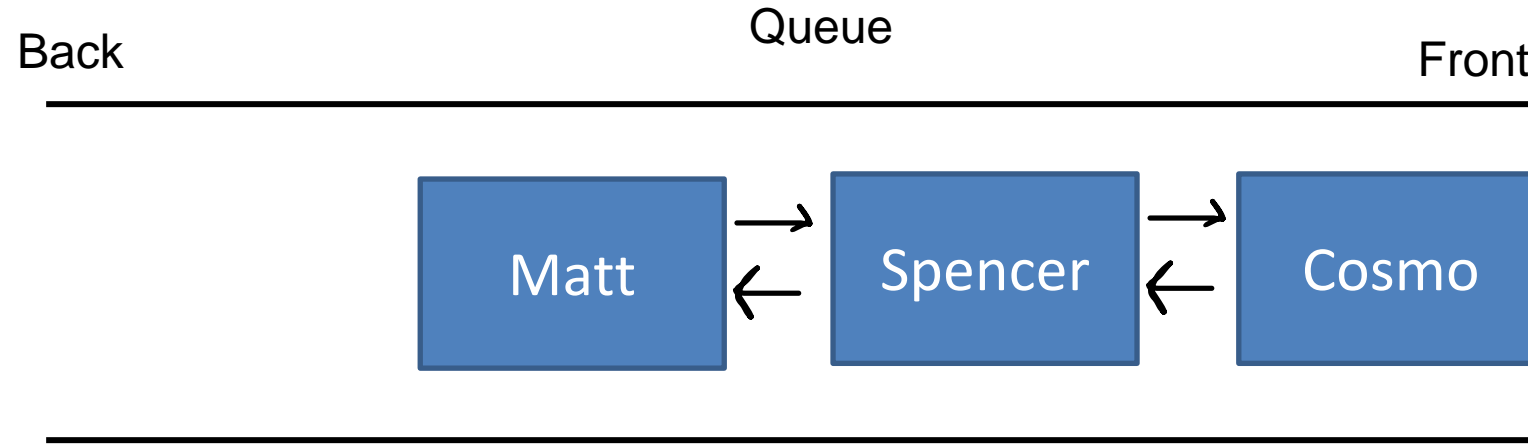 Queue
Back
Front
Matt
Spencer
Cosmo